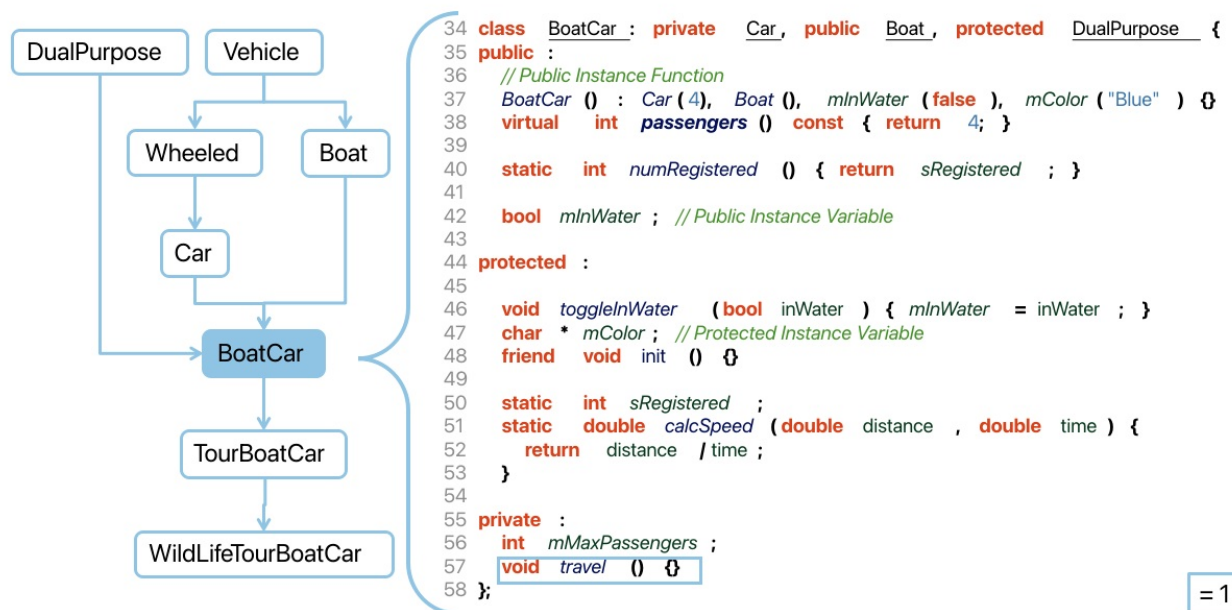 DualPurpose
Vehicle
Wheeled
Boat
Car
BoatCar
TourBoatCar
WildLifeTourBoatCar
34 class BoatCar : private Car , public Boat , protected DualPurpose {
35 public :
36 // Public Instance Function
37 BoatCar () : Car ( 4), Boat (), mInWater ( false ), mColor ( "Blue" ) {}
38 virtual int passengers () const { return 4; }
39
40 static int numRegistered () { return sRegistered ; }
41
42 bool mInWater ; // Public Instance Variable
43
44 protected :
45
46 void toggleInWater ( bool inWater ) { mInWater = inWater ; }
47 char * mColor ; // Protected Instance Variable
48 friend void init () {}
49
50 static int sRegistered ;
51 static double calcSpeed ( double distance , double time ) {
52 return distance / time ;
53 }
54
55 private :
56 int mMaxPassengers ;
57 void travel () {}
58 };
= 1